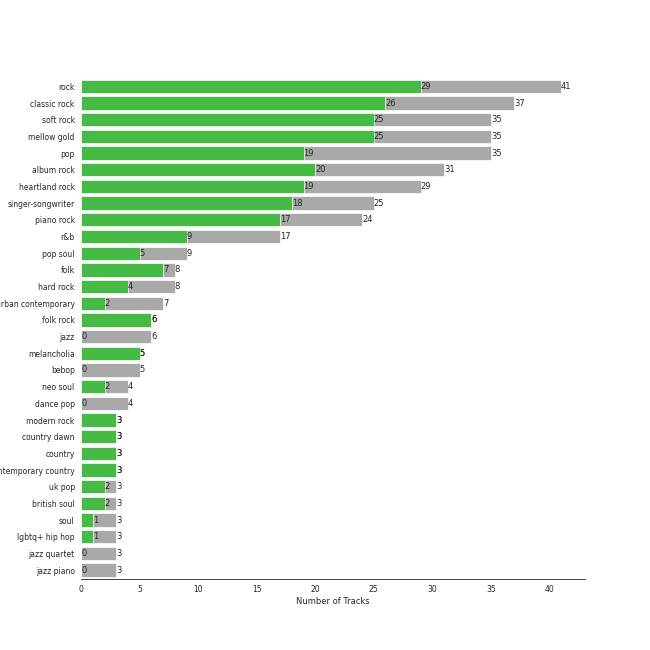 rock 29 41
classic rock 26 37
soft rock 25 35
mellow gold 25 35
pop 19 35
album rock 20 31
heartland rock 19 29
singer-songwriter 18 25
piano rock 17 24
r&b 9 17
pop soul 5 9
folk 7 8
hard rock 4 8
urban contemporary 2 7
folk rock 6
jazz 0 6
melancholia 5
bebop 0 5
neo soul 2 4
dance pop 0 4
modern rock 3
country dawn 3
country 3
ntemporary country 3
uk pop 2 3
british soul 2 3
soul 1 3
lgbtq+ hip hop 1 3
jazz quartet 0 3
jazz piano 0 3
0 5 10 15 20 25 30 35 40
Number of Tracks